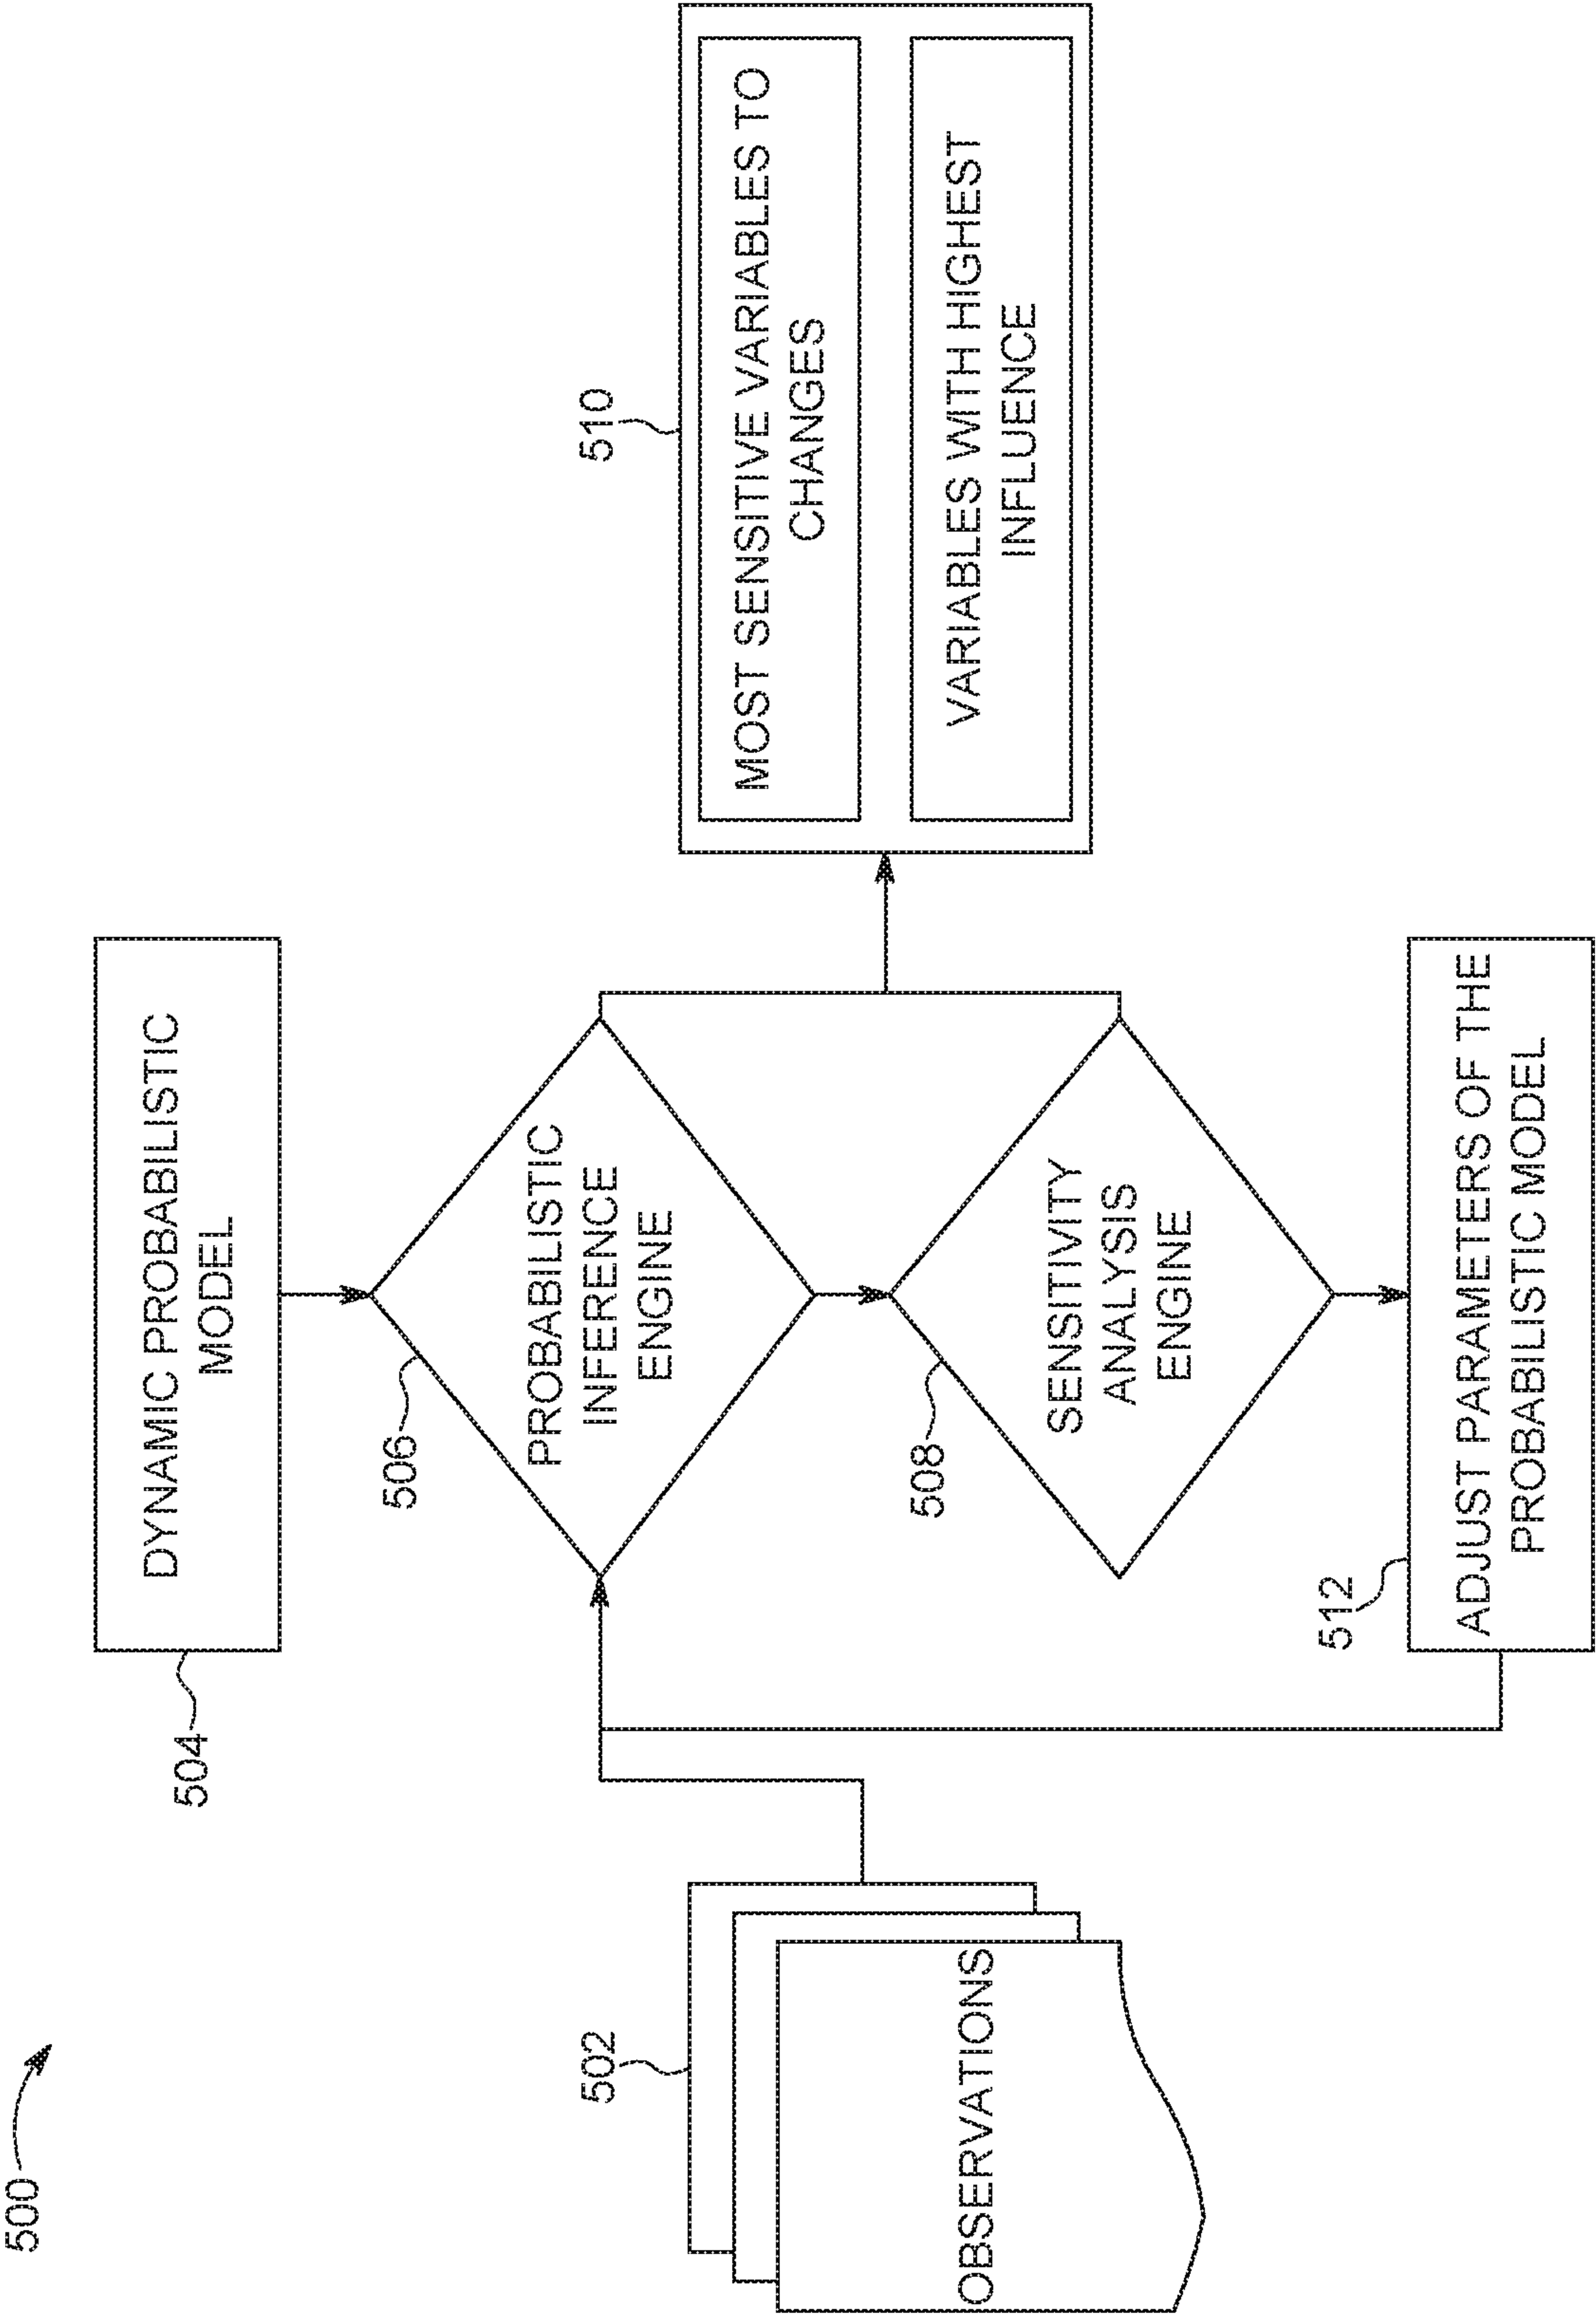 500
DYNAMIC PROBABILISTIC
MODEL
504
506
PROBABILISTIC
INFERENCE
ENGINE
502
OBSERVATIONS
510
MOST SENSITIVE VARIABLES TO
CHANGES
VARIABLES WITH HIGHEST
INFLUENCE
508
SENSITIVITY
ANALYSIS
ENGINE
512
ADJUST PARAMETERS OF THE
PROBABILISTIC MODEL